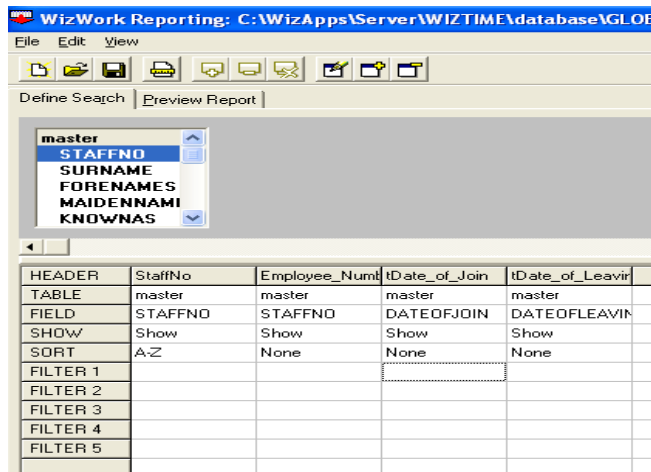 WizWork Reporting: C:\WizApps\Server\WIZTIME\database\GLOB
File Edit View
Define Search Preview Report
master
STAFFNO
SURNAME
FORENAMES
MAIDENNAMI
KNOWNAS
HEADER StaffNo Employee_Numb tDate_of_Join tDate_of_Leavin
TABLE master master master master
FIELD STAFFNO STAFFNO DATEOFJOIN DATEOFLEAVIN
SHOW Show Show Show Show
SORT A-Z None None None
FILTER 1
FILTER 2
FILTER 3
FILTER 4
FILTER 5